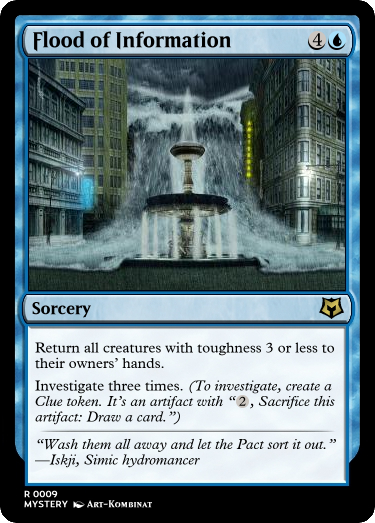 Flood of Information 4
Sorcery
Return all creatures with toughness 3 or less to
their owners' hands.
Investigate three times. (To investigate, create a
Clue token. It's an artifact with "2, Sacrifice this
artifact: Draw a card.")
"Wash them all away and let the Pact sort it out."
—Iskji, Simic hydromancer
R 0009
MYSTERY Art-Kombinat